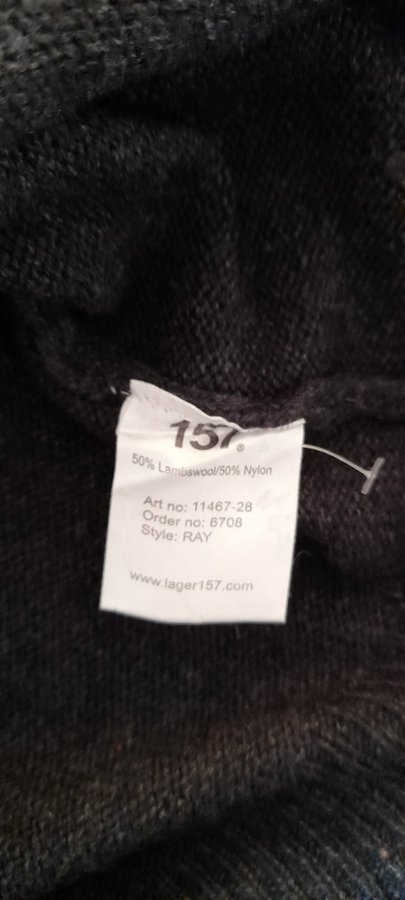 157®
50% Lambswool/50% Nylon
Art no: 11467-28
Order no: 6708
Style: RAY
www.lager157.com